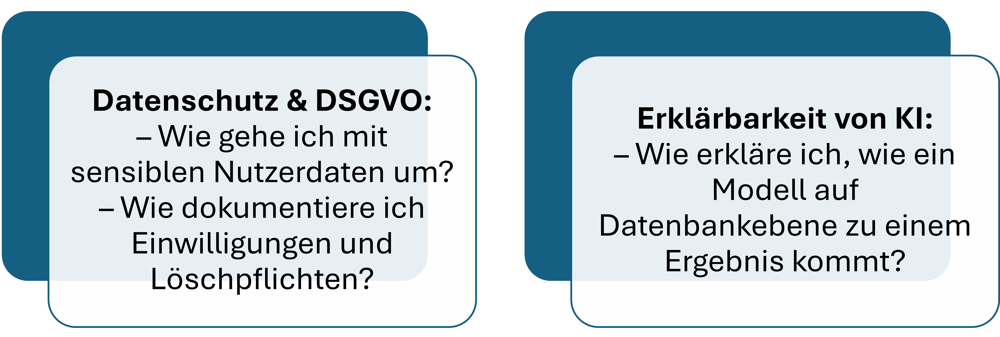 Datenschutz & DSGVO:
– Wie gehe ich mit
sensiblen Nutzerdaten um?
– Wie dokumentiere ich
Einwilligungen und
Löschpflichten?
Erklärbarkeit von KI:
– Wie erkläre ich, wie ein
Modell auf
Datenbankebene zu einem
Ergebnis kommt?